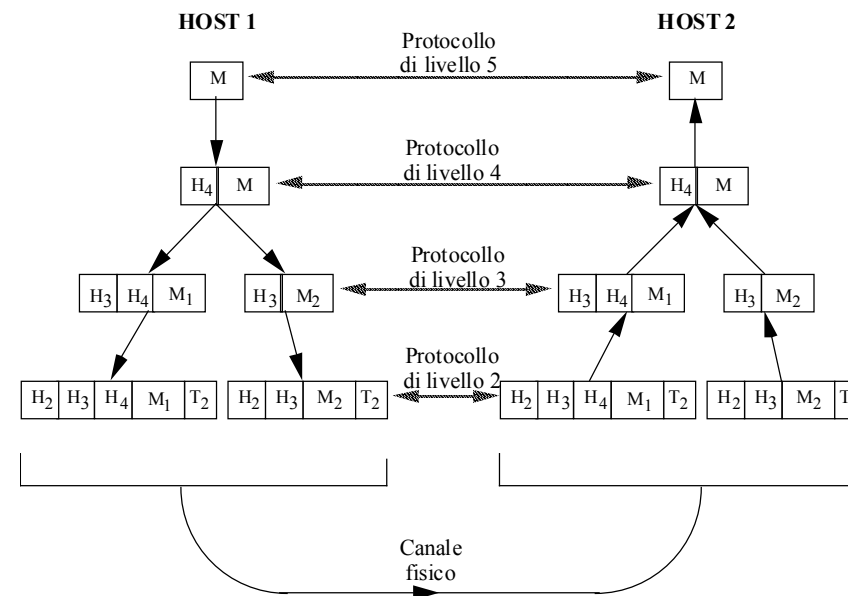 HOST 1 HOST 2
Protocollo
di livello 5
M M
Protocollo
di livello 4
H4 M H4 M
Protocollo
di livello 3
H3 H4 M1 H3 M2 H3 H4 M1 H3 M2
Protocollo
di livello 2
H2 H3 H4 M1 T2 H2 H3 M2 T2 H2 H3 H4 M1 T2 H2 H3 M2 T
Canale
fisico